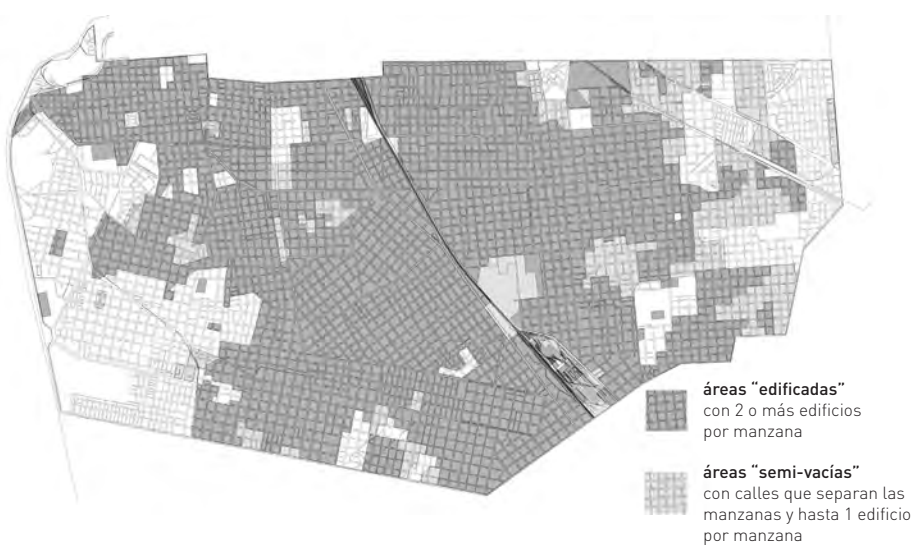 áreas “edificadas”
con 2 o más edificios
por manzana
áreas “semi-vacías”
con calles que separan las
manzanas y hasta 1 edificio
por manzana